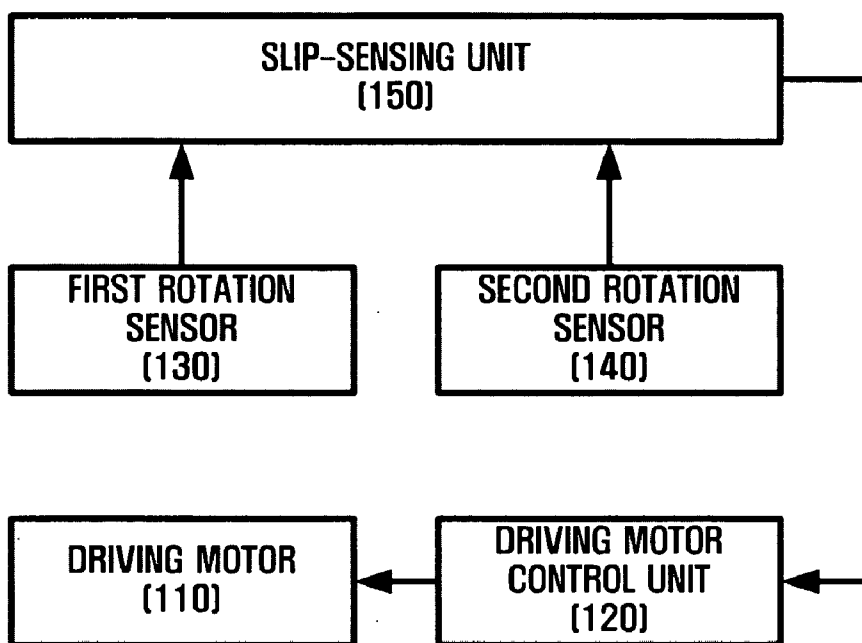 SLIP-SENSING UNIT
(150)
FIRST ROTATION
SENSOR
(130)
SECOND ROTATION
SENSOR
(140)
DRIVING MOTOR
(110)
DRIVING MOTOR
CONTROL UNIT
(120)